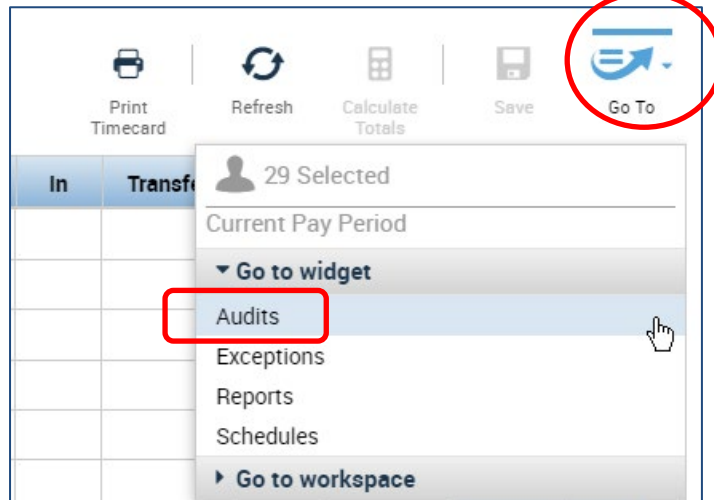 Print
Timecard
Refresh
Calculate
Totals
Save
Go To
In
Transfe
29 Selected
Current Pay Period
Go to widget
Audits
Exceptions
Reports
Schedules
Go to workspace